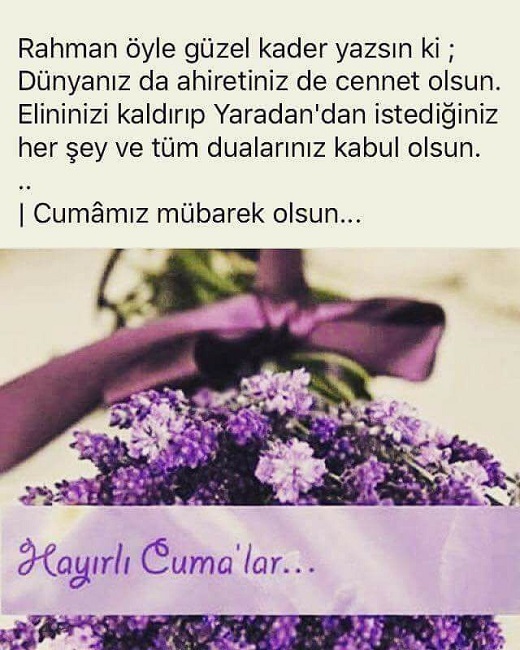 Rahman öyle güzel kader yazsın ki ;
Dünyanız da ahiretiniz de cennet olsun.
Elininizi kaldırıp Yaradan'dan istediğiniz
her şey ve tüm dualarınız kabul olsun.
..
| Cumâmız mübarek olsun...
Hayırlı Cuma'lar...